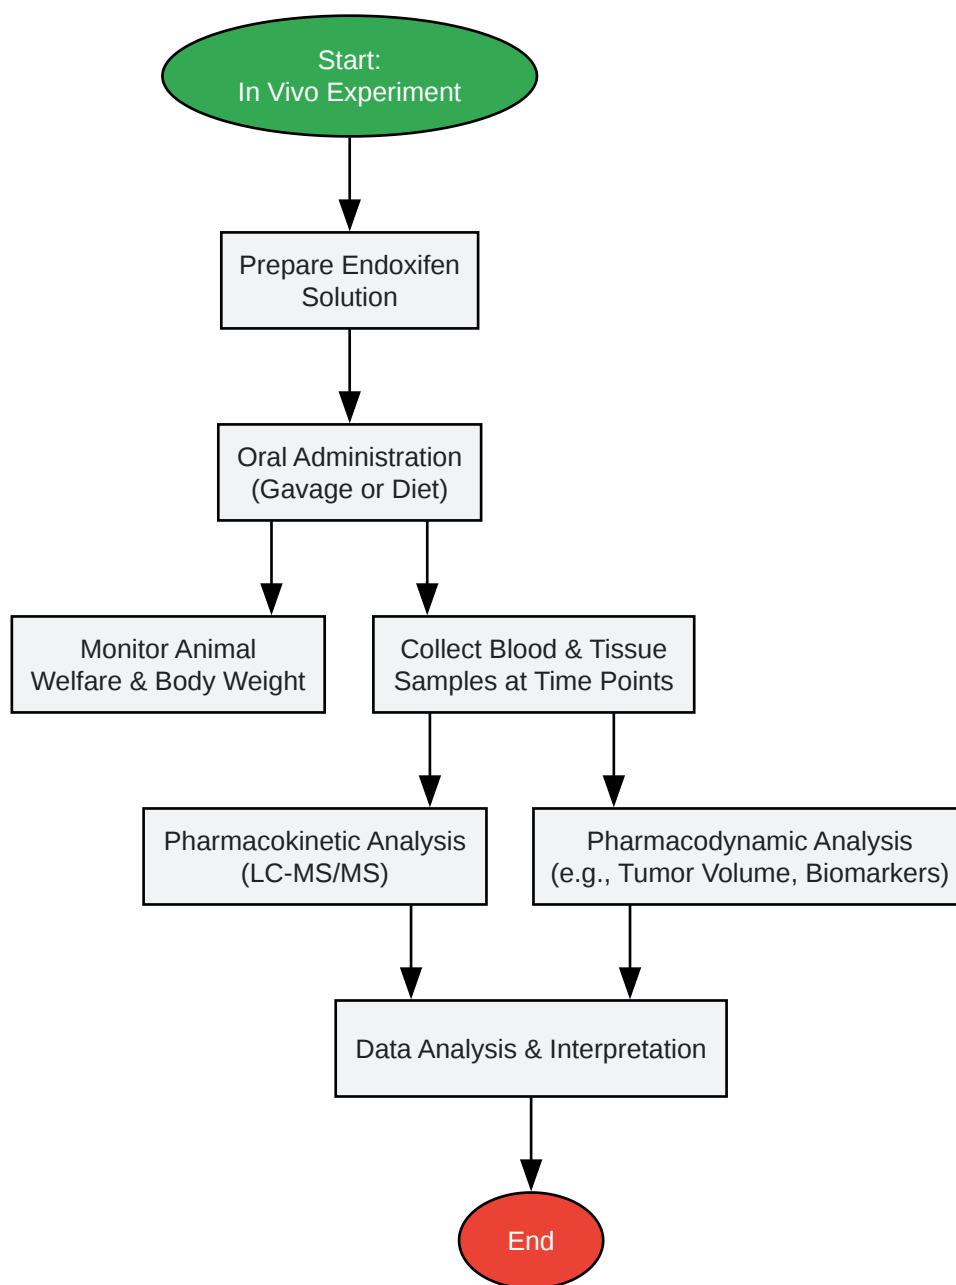 Start:
In Vivo Experiment
Prepare Endoxifen
Solution
Oral Administration
(Gavage or Diet)
Monitor Animal
Welfare & Body Weight
Collect Blood & Tissue
Samples at Time Points
Pharmacokinetic Analysis
(LC-MS/MS)
Pharmacodynamic Analysis
(e.g., Tumor Volume, Biomarkers)
Data Analysis & Interpretation
End